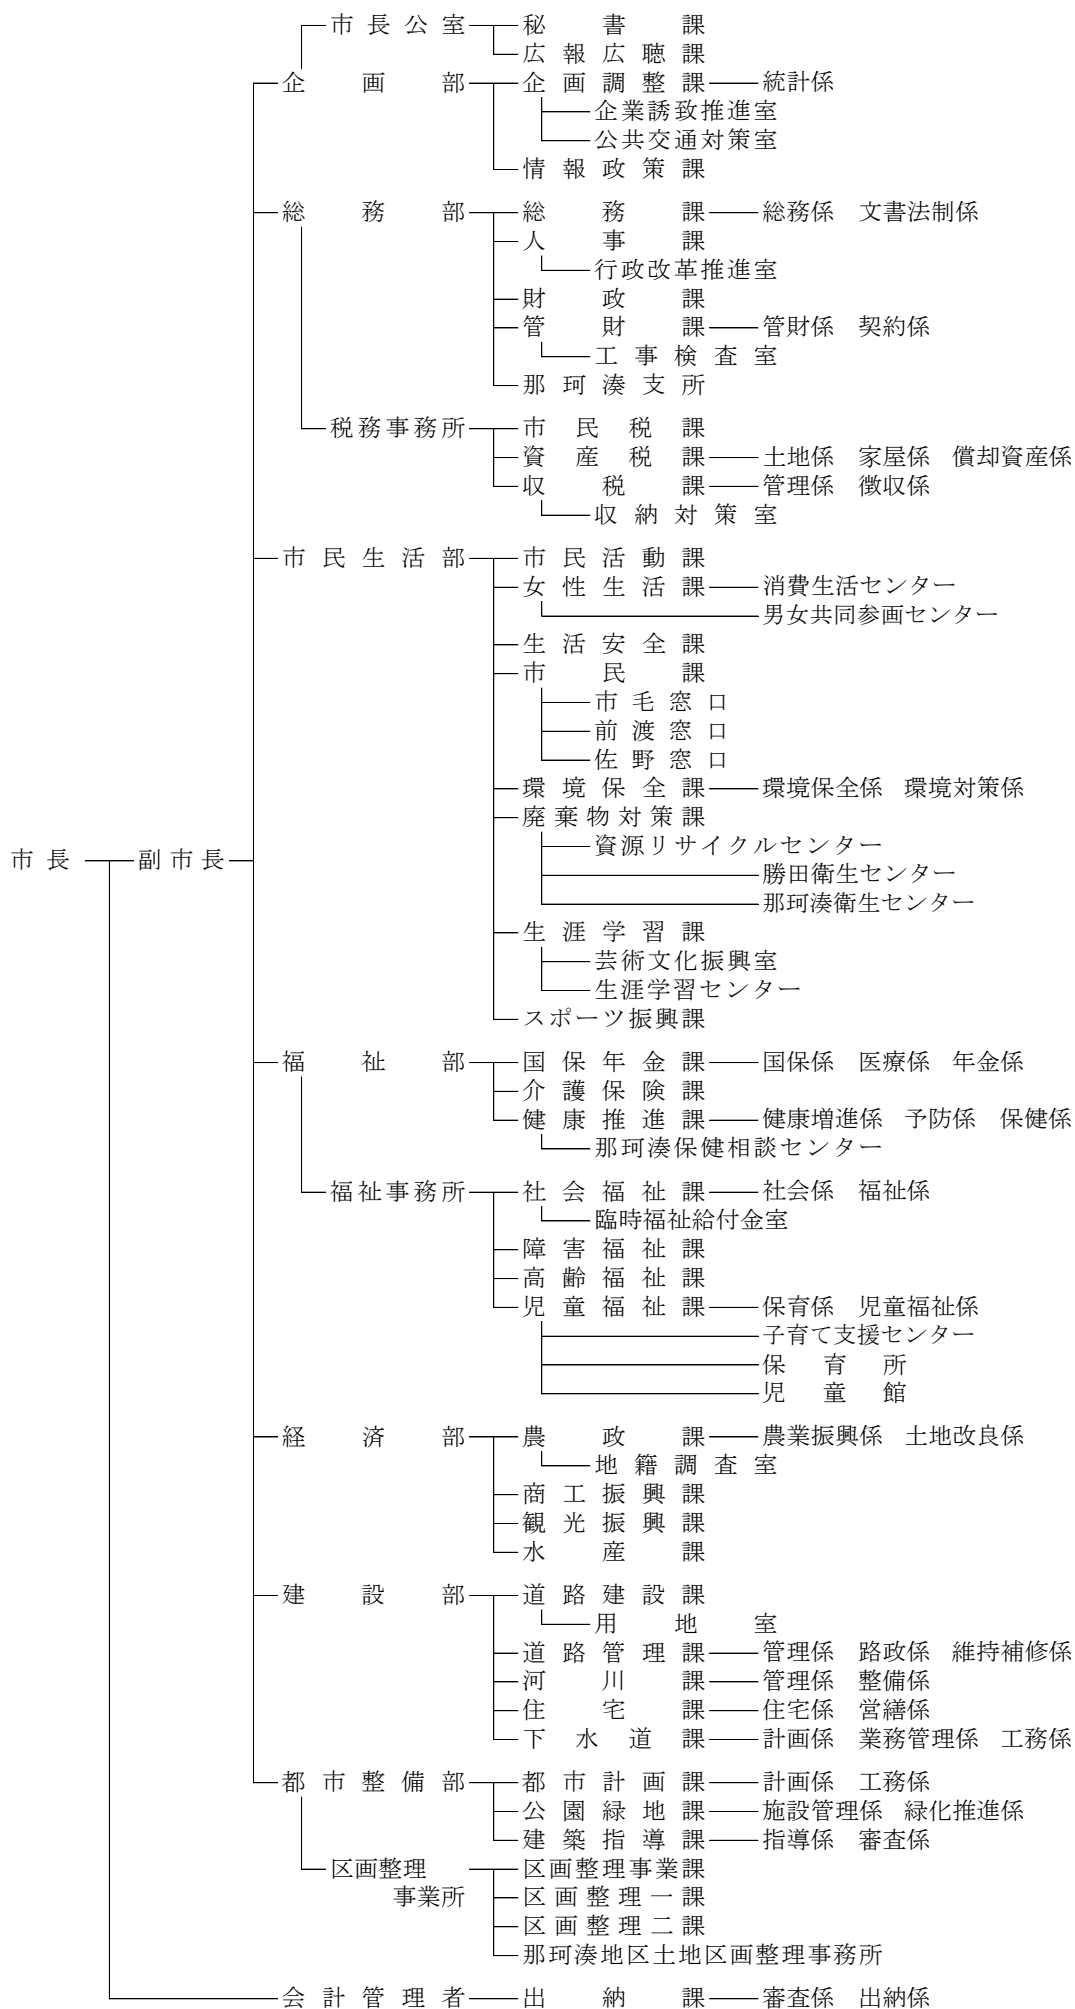 市長公室 秘書課
広報広聴課
企画部 企画調整課 統計係
企業誘致推進室
公共交通対策室
情報政策課
総務部 総務課 総務係 文書法制係
人事課
行政改革推進室
財政課
管財課 管財係 契約係
工事検査室
那珂湊支所
税務事務所 市民税課
資産税課 土地係 家屋係 償却資産係
収税課 管理係 徴収係
収納対策室
市民生活部 市民活動課
女性生活課 消費生活センター
男女共同参画センター
生活安全課
市民課
市毛窓口
前渡窓口
佐野窓口
環境保全課 環境保全係 環境対策係
廃棄物対策課
資源リサイクルセンター
市長 副市長
勝田衛生センター
那珂湊衛生センター
生涯学習課
芸術文化振興室
生涯学習センター
スポーツ振興課
福祉部 国保年金課 国保係 医療係 年金係
介護保険課
健康推進課 健康増進係 予防係 保健係
那珂湊保健相談センター
福祉事務所 社会福祉課 社会係 福祉係
臨時福祉給付金室
障害福祉課
高齢福祉課
児童福祉課 保育係 児童福祉係
子育て支援センター
保育所
児童館
経済部 農政課 農業振興係 土地改良係
地籍調査室
商工振興課
観光振興課
水産課
建設部 道路建設課
用地室
道路管理課 管理係 路政係 維持補修係
河川課 管理係 整備係
住宅課 住宅係 営繕係
下水道課 計画係 業務管理係 工務係
都市整備部 都市計画課 計画係 工務係
公園緑地課 施設管理係 緑化推進係
建築指導課 指導係 審査係
区画整理 区画整理事業課
事業所 区画整理一課
区画整理二課
那珂湊地区土地区画整理事務所
会計管理者 出納課 審査係 出納係